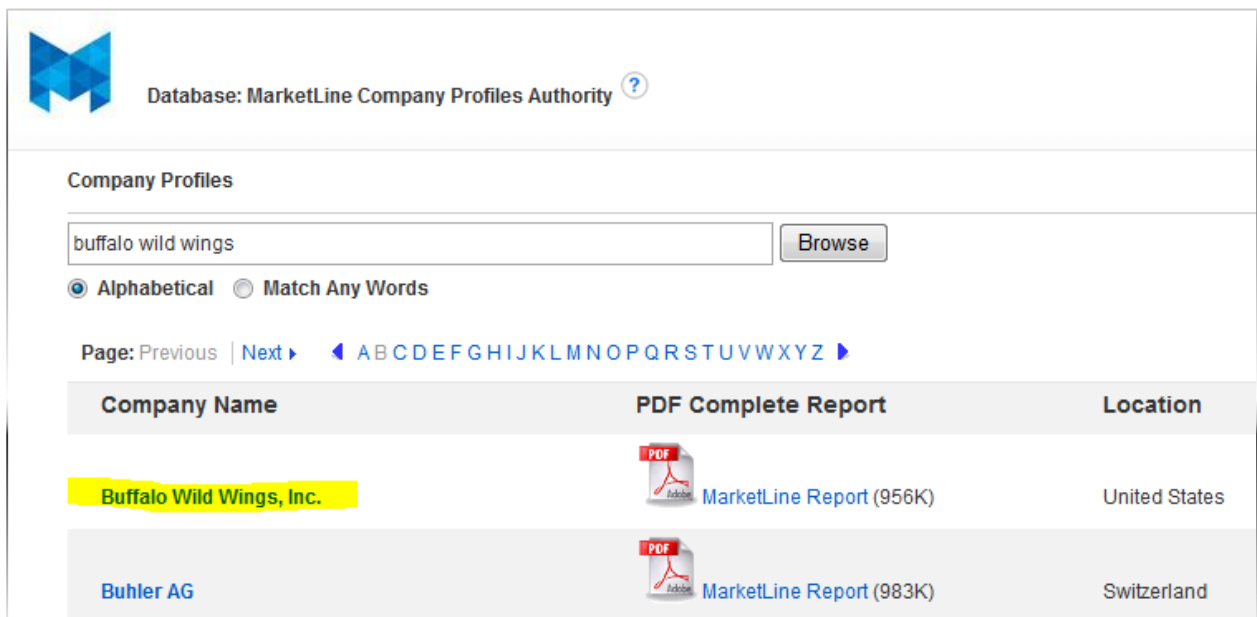 Database: MarketLine Company Profiles Authority ?
Company Profiles
buffalo wild wings Browse
Alphabetical Match Any Words
Page: Previous | Next A B C D E F G H I J K L M N O P Q R S T U V W X Y Z
Company Name PDF Complete Report Location
PDF
Adobe
Buffalo Wild Wings, Inc. MarketLine Report (956K) United States
PDF
Adobe
Buhler AG MarketLine Report (983K) Switzerland